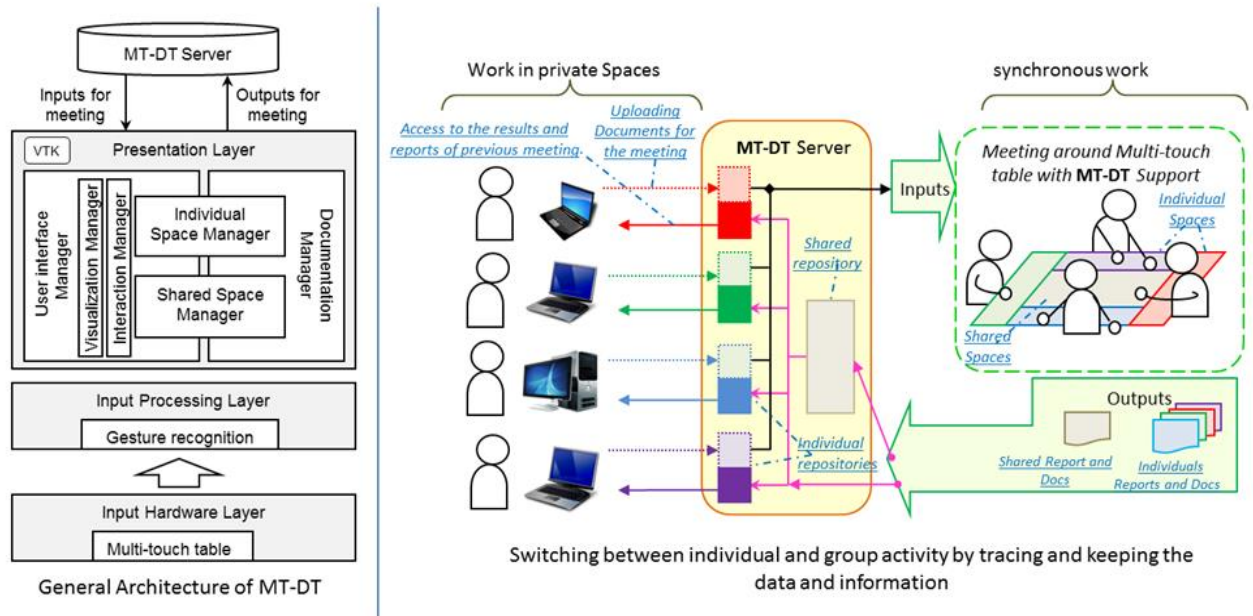 MT-DT Server
Inputs for
meeting
Outputs for
meeting
VTK
Presentation Layer
User interface
Manager
Visualization Manager
Interaction Manager
Individual
Space Manager
Shared Space
Manager
Documentation
Manager
Input Processing Layer
Gesture recognition
Input Hardware Layer
Multi-touch table
General Architecture of MT-DT
Work in private Spaces
Access to the results and
reports of previous meeting
Uploading
Documents for
the meeting
MT-DT Server
Shared
repository
Individual
repositories
Inputs
synchronous work
Meeting around Multi-touch
table with MT-DT Support
Individual
Spaces
Shared
Spaces
Outputs
Shared Report and
Docs
Individuals
Reports and Docs
Switching between individual and group activity by tracing and keeping the
data and information